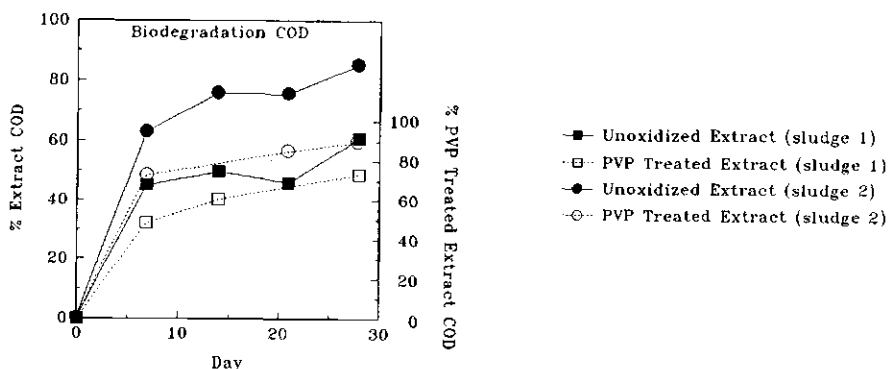 Biodegradation COD
% Extract COD
100
80
60
40
20
0
0
10
20
30
Day
100
80
60
40
20
0
% PVP Treated Extract COD
Unoxidized Extract (sludge 1)
PVP Treated Extract (sludge 1)
Unoxidized Extract (sludge 2)
PVP Treated Extract (sludge 2)